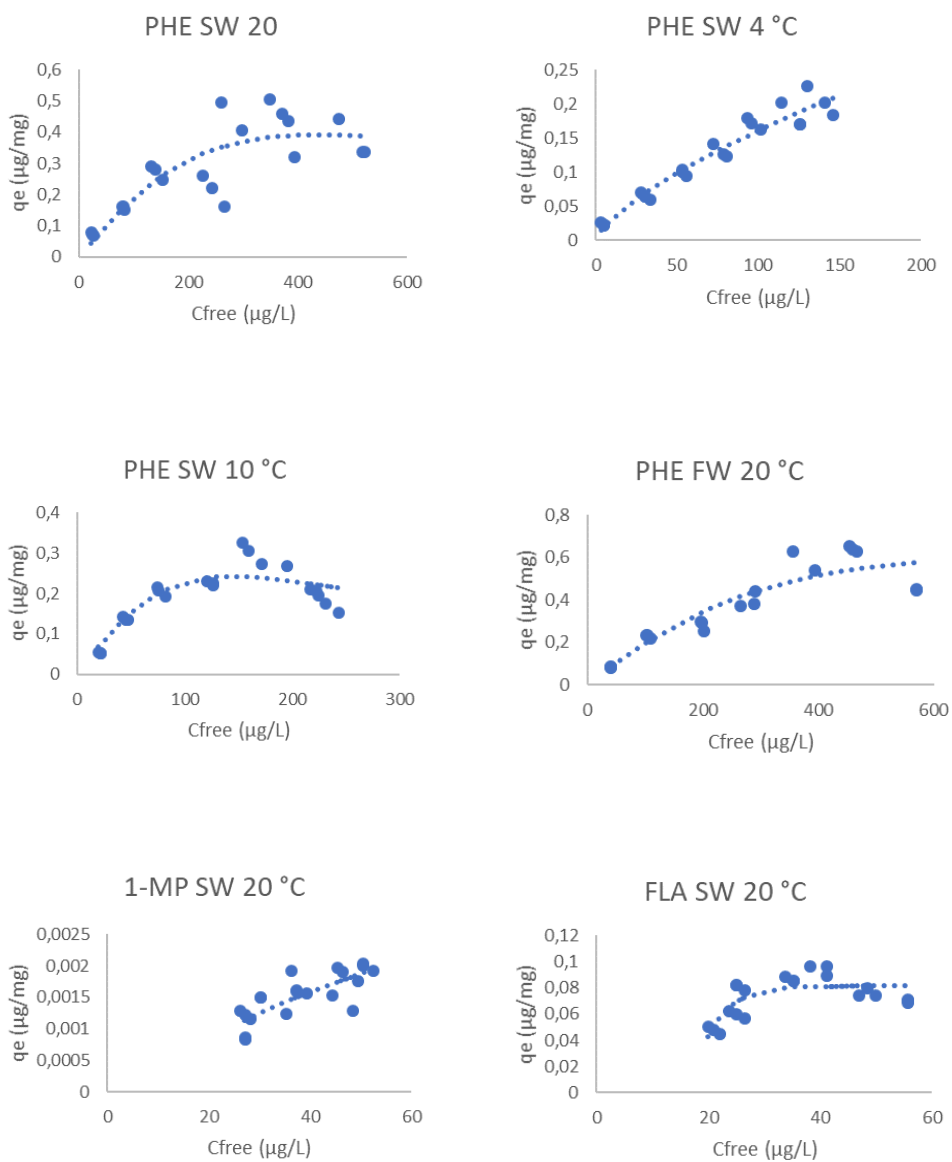 PHE SW 20
0,6
0,5
0,4
0,3
0,2
0,1
0
qe (µg/mg)
0 200 400 600
Cfree (µg/L)
PHE SW 4 °C
0,25
0,2
0,15
0,1
0,05
0
qe (µg/mg)
0 50 100 150 200
Cfree (µg/L)
PHE SW 10 °C
0,4
0,3
0,2
0,1
0
qe (µg/mg)
0 100 200 300
Cfree (µg/L)
PHE FW 20 °C
0,8
0,6
0,4
0,2
0
qe (µg/mg)
0 200 400 600
Cfree (µg/L)
1-MP SW 20 °C
0,0025
0,002
0,0015
0,001
0,0005
0
qe (µg/mg)
0 20 40 60
Cfree (µg/L)
FLA SW 20 °C
0,12
0,1
0,08
0,06
0,04
0,02
0
qe (µg/mg)
0 20 40 60
Cfree (µg/L)